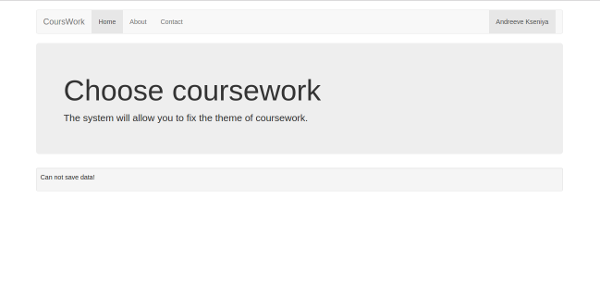 CoursWork Home About Contact Andreeve Kseniya
Choose coursework
The system will allow you to fix the theme of coursework.
Can not save data!